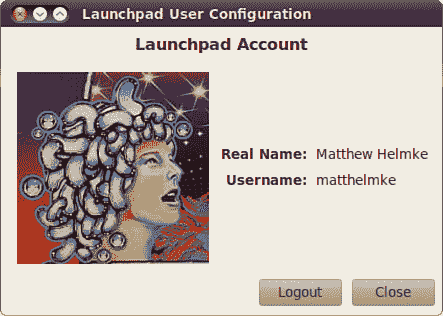 Launchpad User Configuration
Launchpad Account
Real Name: Matthew Helmke
Username: matthelmke
Logout Close